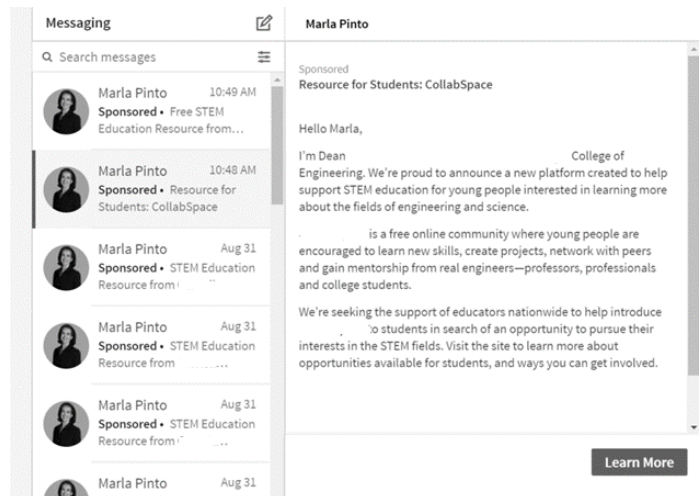 Messaging
Search messages
Marla Pinto 10:49 AM
Sponsored • Free STEM
Education Resource from...
Marla Pinto 10:48 AM
Sponsored • Resource for
Students: CollabSpace
Marla Pinto Aug 31
Sponsored • STEM Education
Resource from
Marla Pinto Aug 31
Sponsored • STEM Education
Resource from
Marla Pinto Aug 31
Sponsored • STEM Education
Resource from
Marla Pinto Aug 31
Marla Pinto
Sponsored
Resource for Students: CollabSpace
Hello Marla,
I'm Dean College of
Engineering. We're proud to announce a new platform created to help
support STEM education for young people interested in learning more
about the fields of engineering and science.
is a free online community where young people are
encouraged to learn new skills, create projects, network with peers
and gain mentorship from real engineers—professors, professionals
and college students.
We're seeking the support of educators nationwide to help introduce
to students in search of an opportunity to pursue their
interests in the STEM fields. Visit the site to learn more about
opportunities available for students, and ways you can get involved.
Learn More